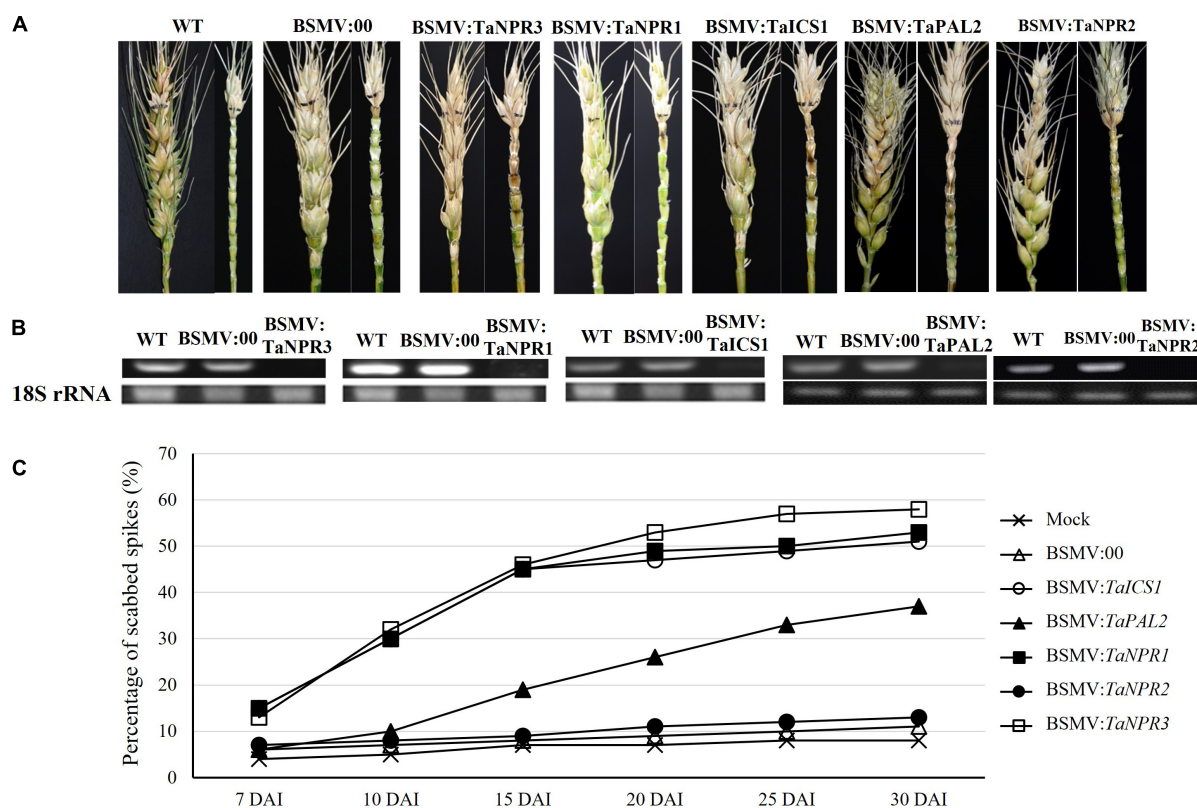 A
WT
BSMV:00
BSMV:TaNPR3
BSMV:TaNPR1
BSMV:TaICS1
BSMV:TaPAL2
BSMV:TaNPR2
B
WT
BSMV:00
BSMV:
TaNPR3
WT
BSMV:00
BSMV:
TaNPR1
WT
BSMV:00
BSMV:
TaICS1
WT
BSMV:00
BSMV:
TaPAL2
WT
BSMV:00
BSMV:
TaNPR2
18S rRNA
C
Percentage of scabbed spikes (%)
70
60
50
40
30
20
10
0
7 DAI
10 DAI
15 DAI
20 DAI
25 DAI
30 DAI
Mock
BSMV:00
BSMV:TaICS1
BSMV:TaPAL2
BSMV:TaNPR1
BSMV:TaNPR2
BSMV:TaNPR3